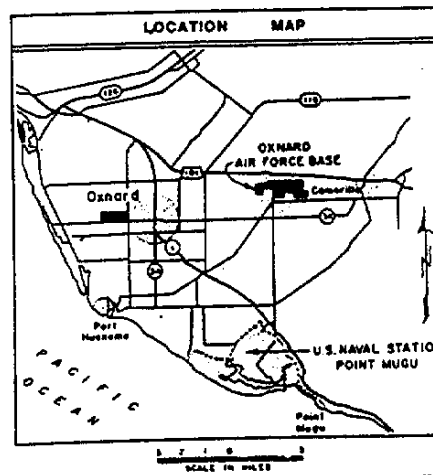 LOCATION MAP
126
118
101
OXNARD
AIR FORCE BASE
Camarillo
Oxnard
34
1
34
Port
Hueneme
U.S. NAVAL STATION
POINT MUGU
PACIFIC
OCEAN
Point
Mugu
SCALE IN MILES